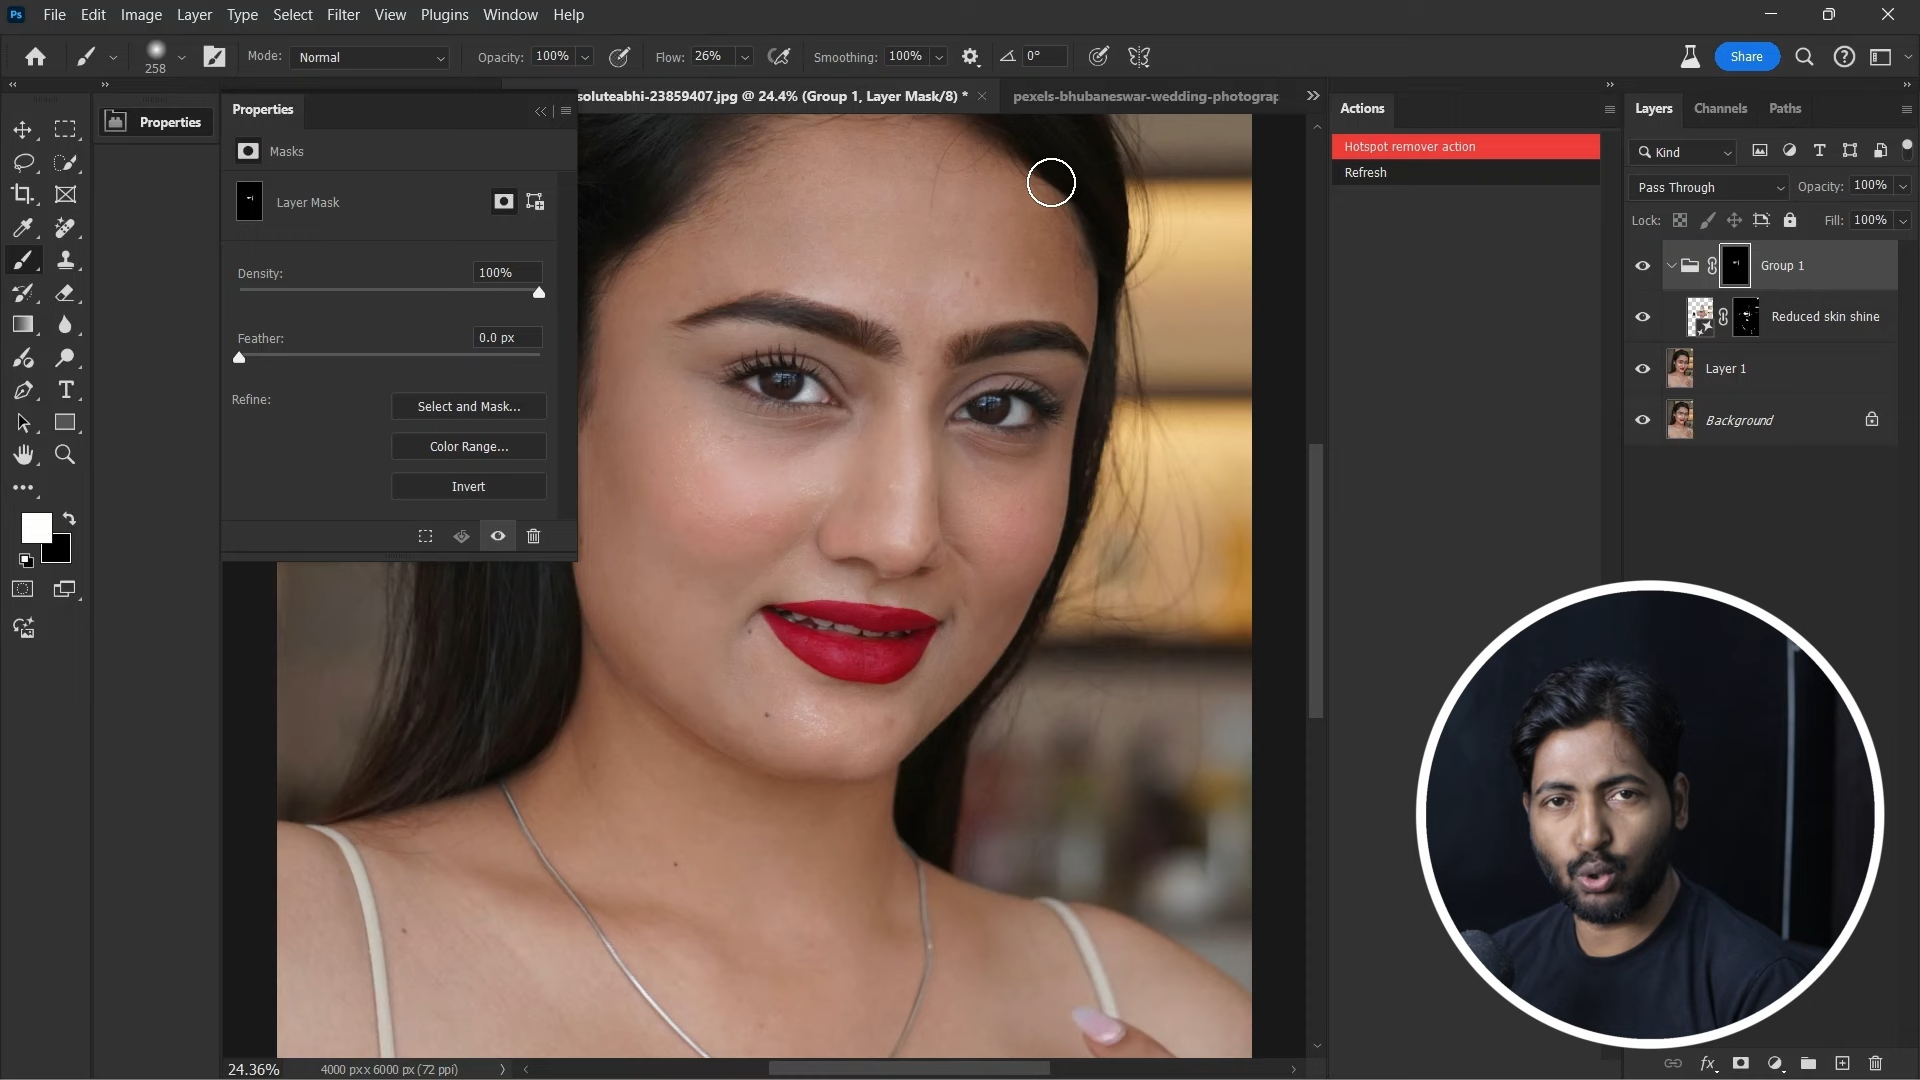 Ps File Edit Image Layer Type Select Filter View Plugins Window Help
258 Mode: Normal Opacity: 100% Flow: 26% Smoothing: 100% 0° Share
soluteabhi-23859407.jpg @ 24.4% (Group 1, Layer Mask/8) * pexels-bhubaneswar-wedding-photograp
Properties
Properties
Masks
Layer Mask
Density: 100%
Feather: 0.0 px
Refine: Select and Mask...
Color Range...
Invert
Actions
Hotspot remover action
Refresh
Layers Channels Paths
Kind
Pass Through Opacity: 100%
Lock: Fill: 100%
Group 1
Reduced skin shine
Layer 1
Background
fx
24.36% 4000 px x 6000 px (72 ppi)